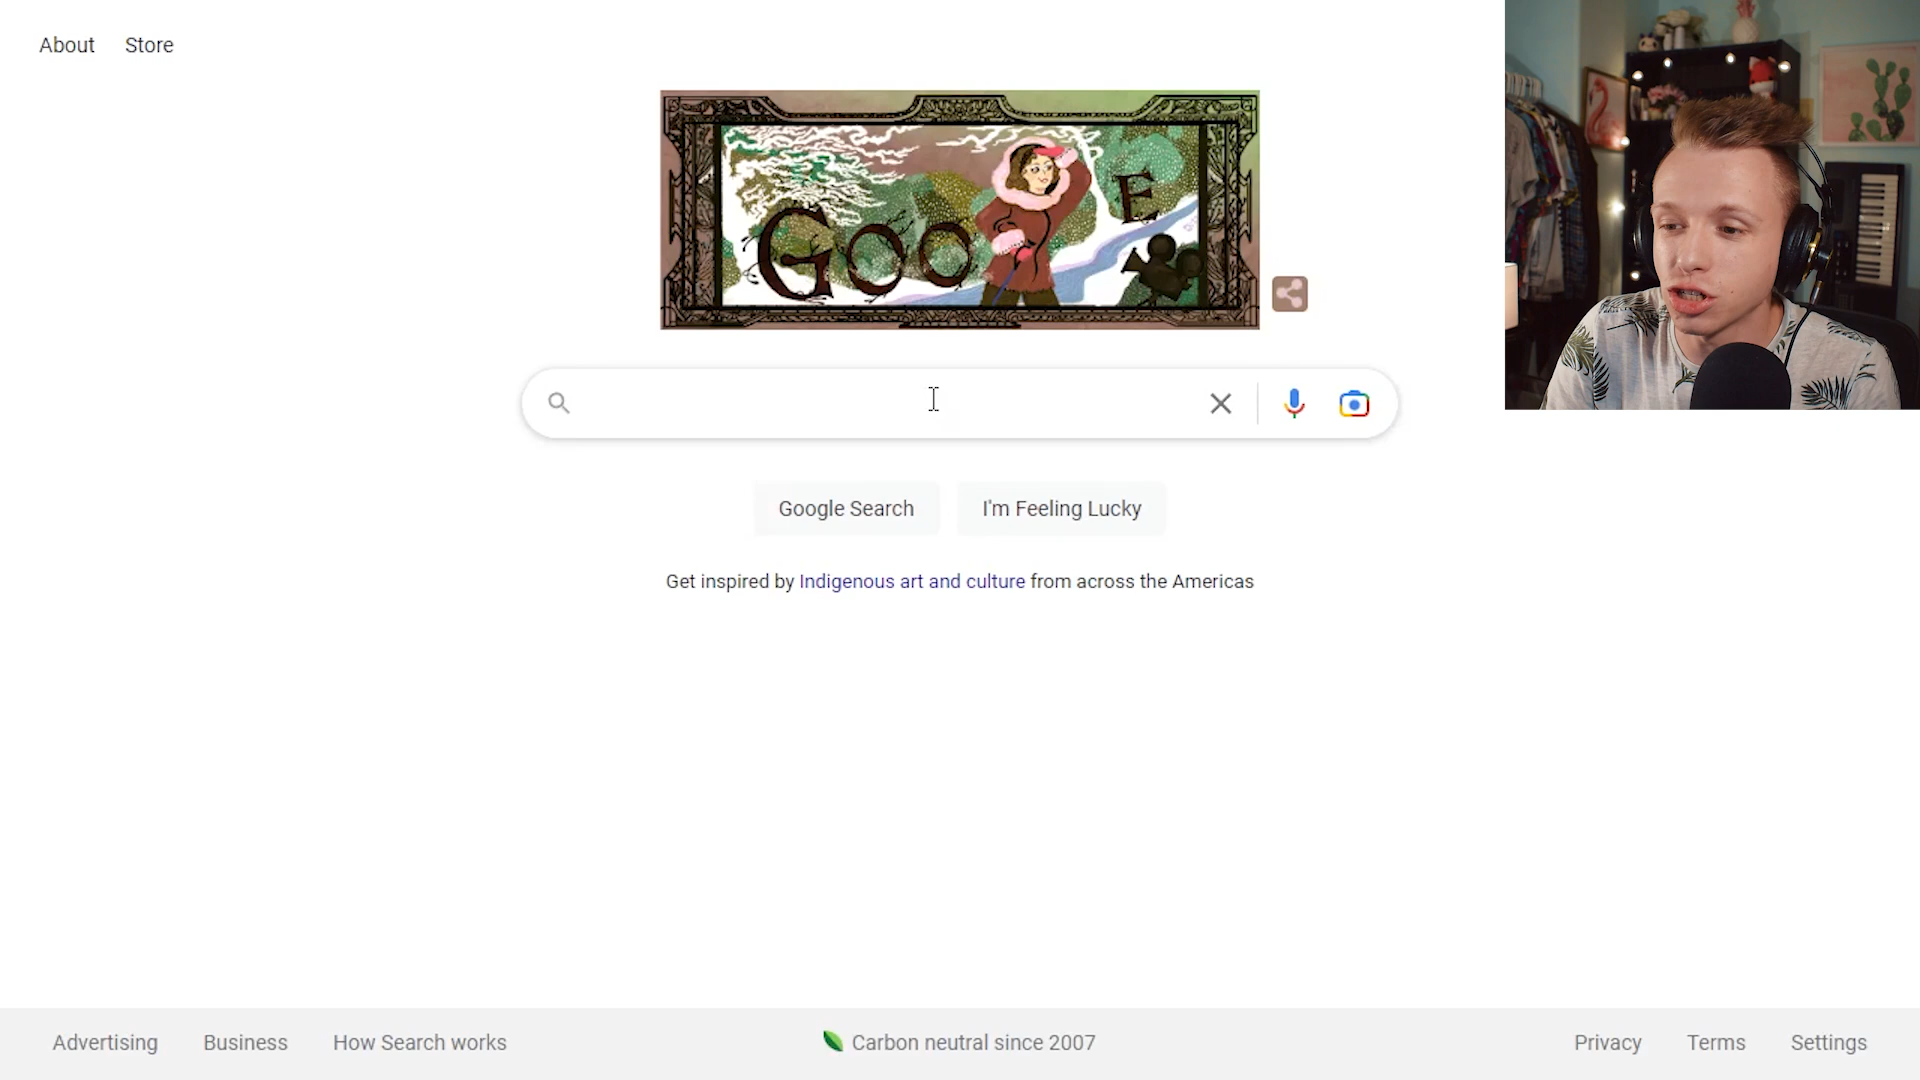 About Store
GOO E
Google Search I'm Feeling Lucky
Get inspired by Indigenous art and culture from across the Americas
Advertising Business How Search works Carbon neutral since 2007 Privacy Terms Settings